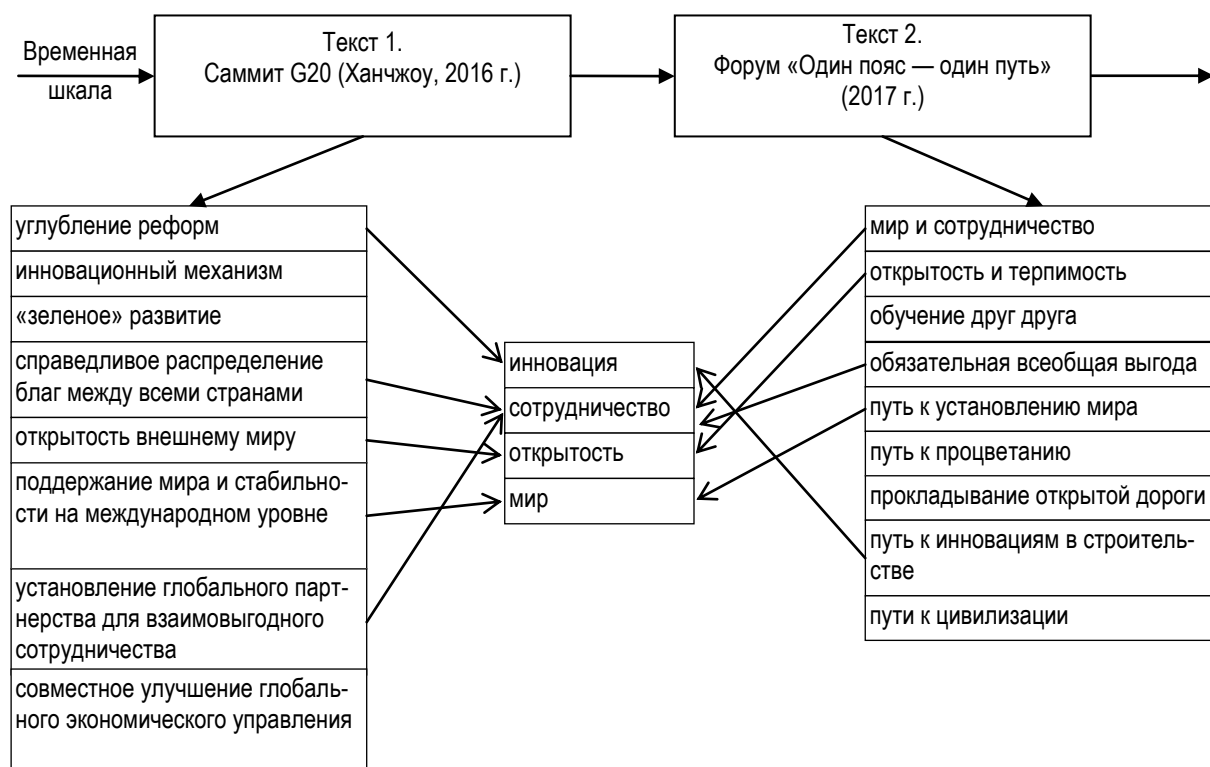 Временная
шкала
Текст 1.
Саммит G20 (Ханчжоу, 2016 г.)
Текст 2.
Форум «Один пояс — один путь»
(2017 г.)
углубление реформ
инновационный механизм
«зеленое» развитие
справедливое распределение
благ между всеми странами
открытость внешнему миру
поддержание мира и стабильно-
сти на международном уровне
установление глобального парт-
нерства для взаимовыгодного
сотрудничества
совместное улучшение глобаль-
ного экономического управления
инновация
сотрудничество
открытость
мир
мир и сотрудничество
открытость и терпимость
обучение друг друга
обязательная всеобщая выгода
путь к установлению мира
путь к процветанию
прокладывание открытой дороги
путь к инновациям в строитель-
стве
пути к цивилизации